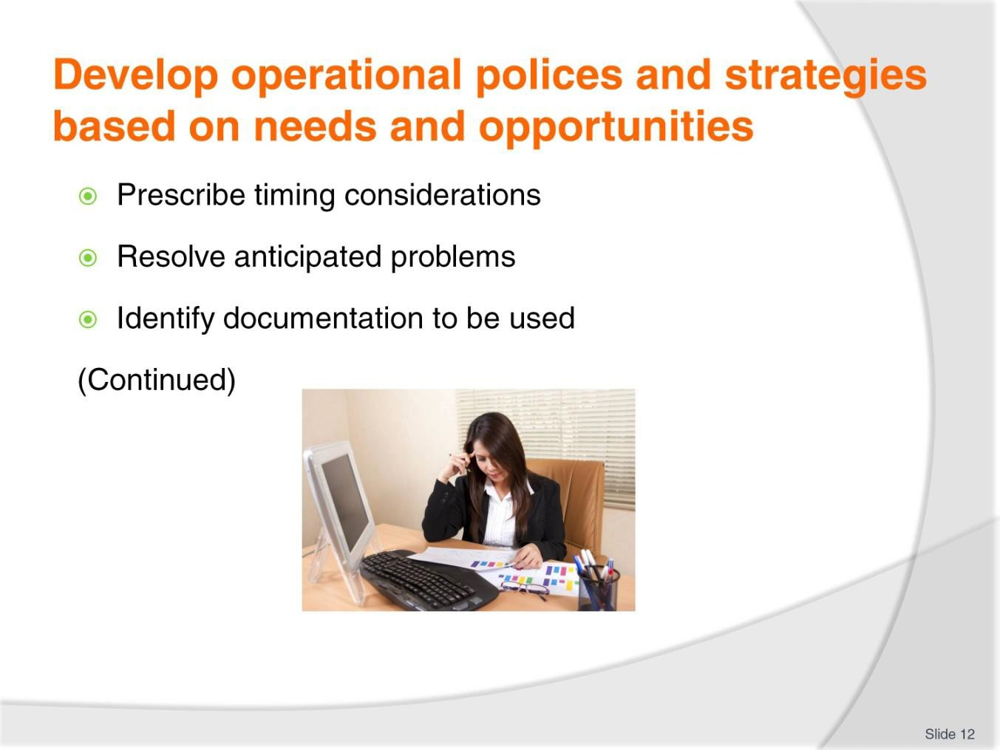 Develop operational polices and strategies
based on needs and opportunities
Prescribe timing considerations
Resolve anticipated problems
Identify documentation to be used
(Continued)
Slide 12